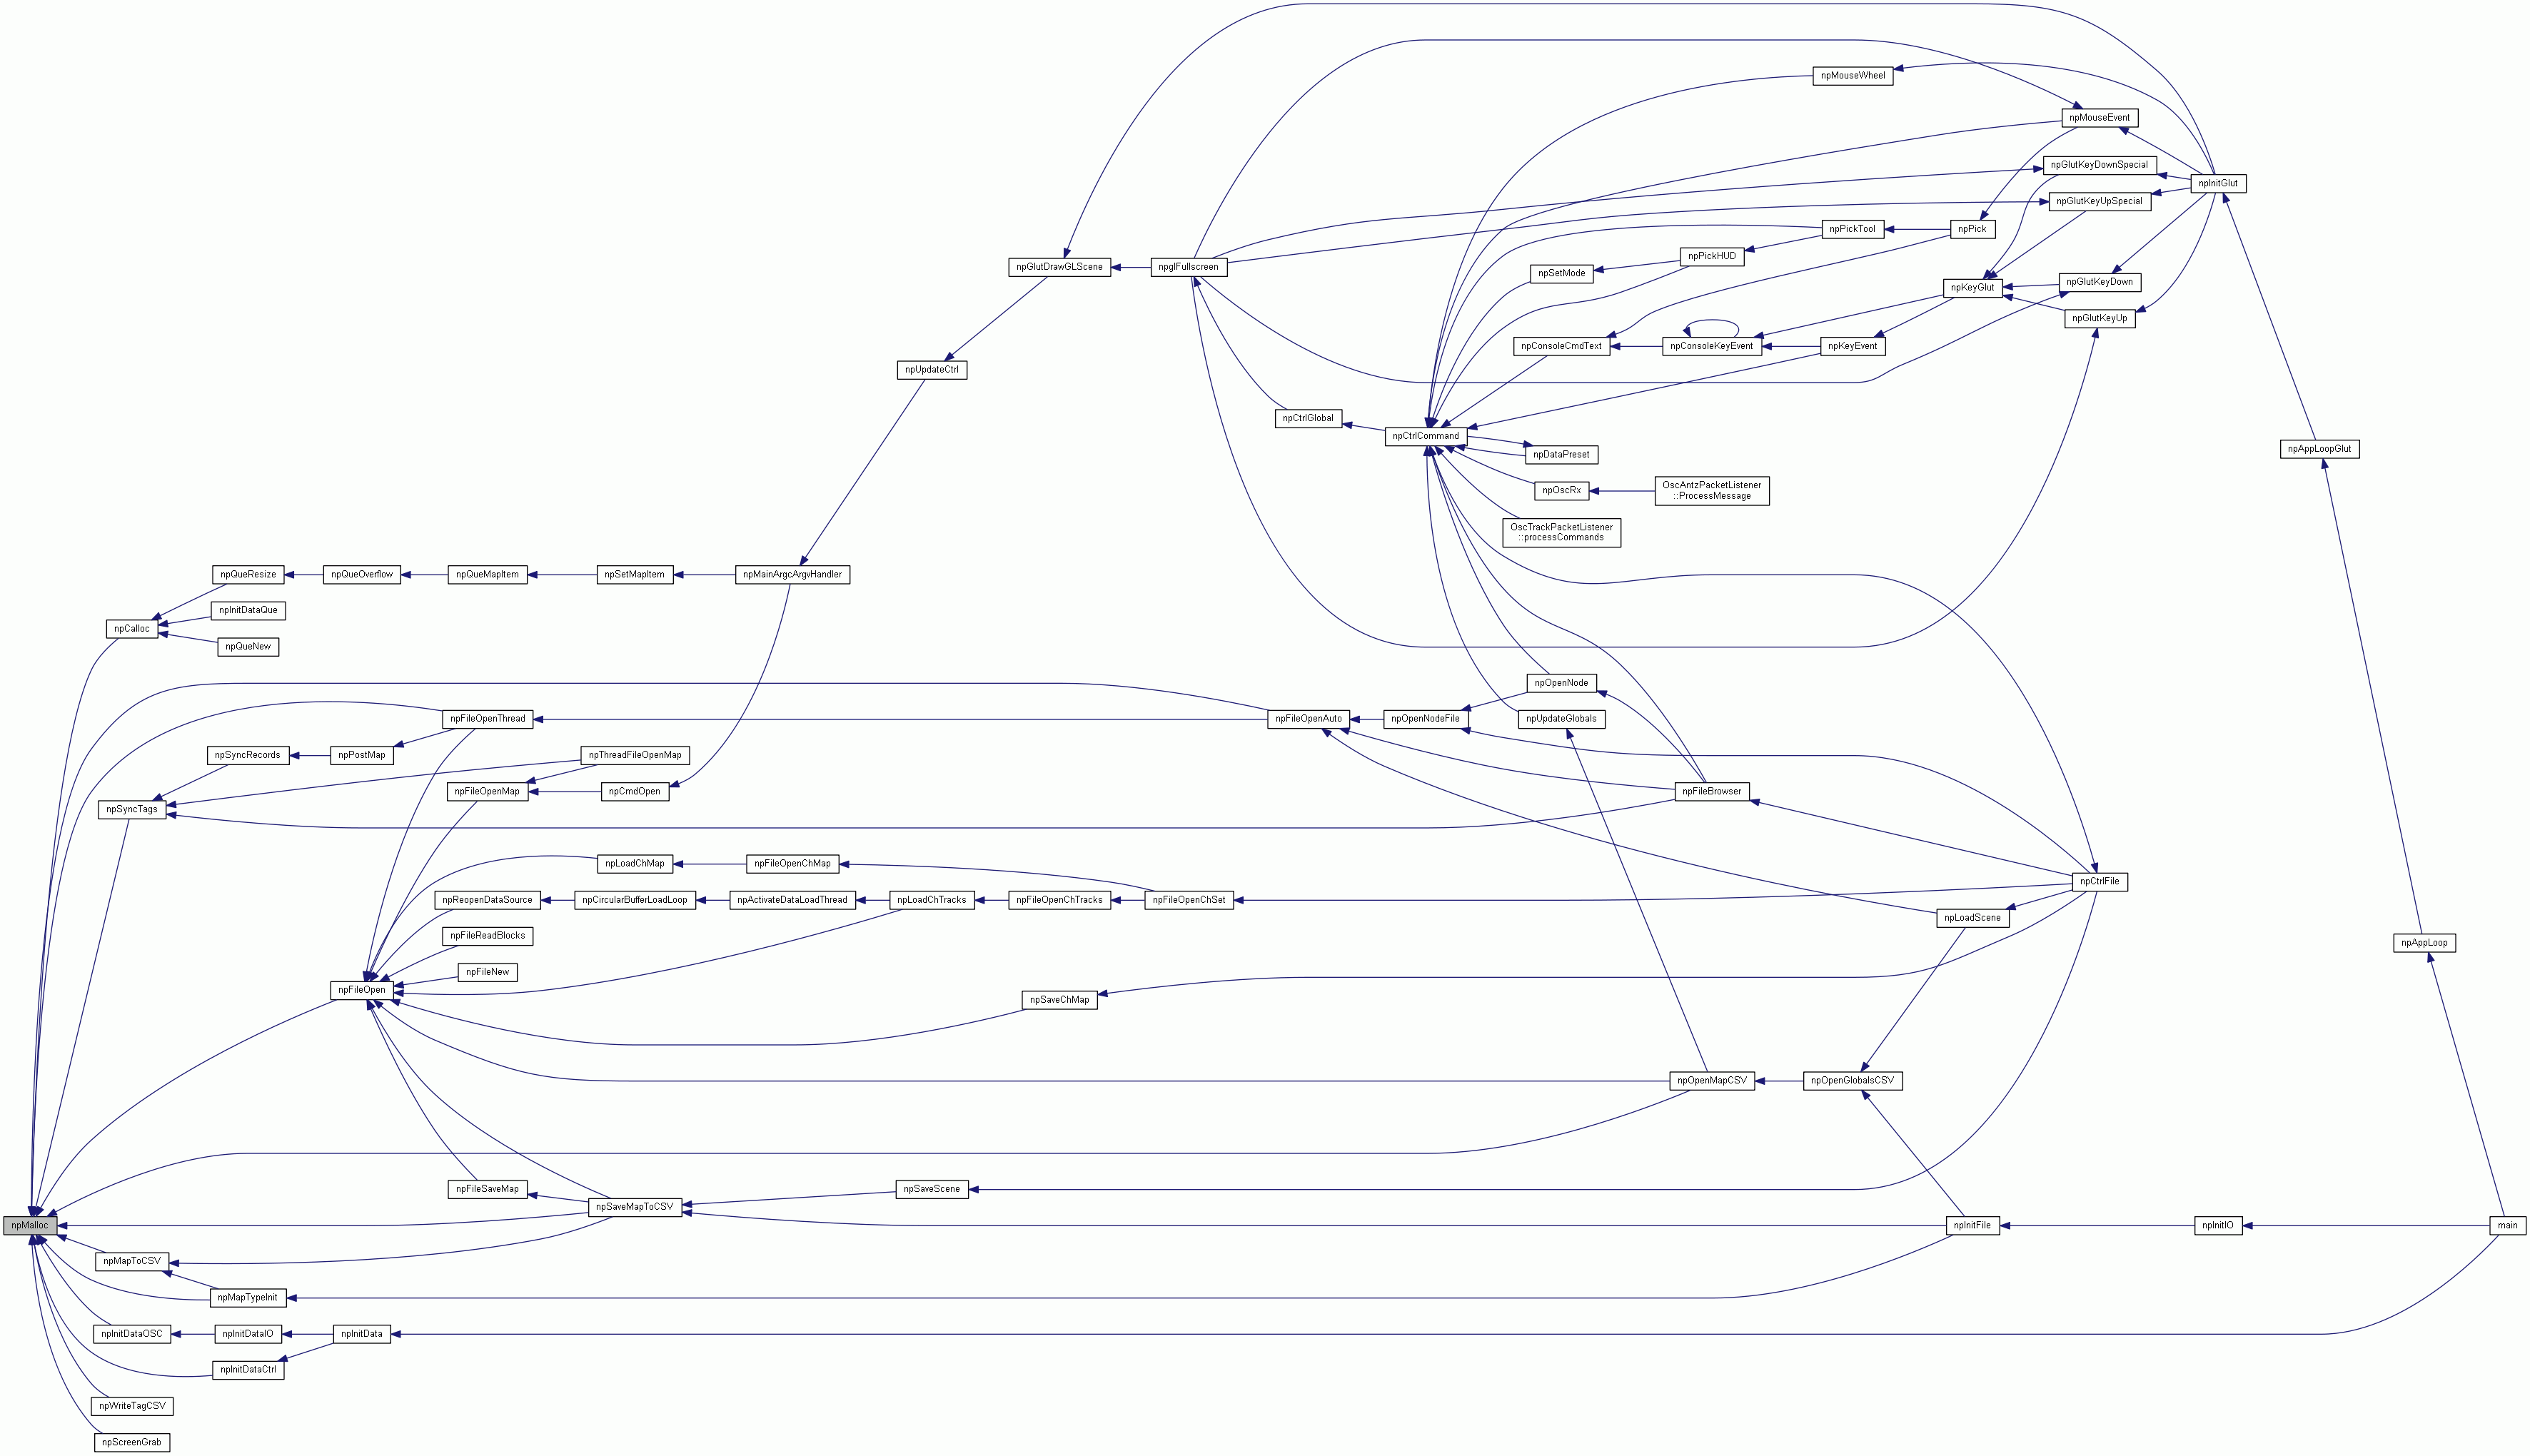 npMouseWheel
npMouseEvent
npGlutKeyDownSpecial
npInitGlut
npGlutKeyUpSpecial
npPickTool
npPick
npPickHUD
npGlutDrawGLScene
npglFullscreen
npSetMode
npGlutKeyDown
npKeyGlut
npGlutKeyUp
npConsoleCmdText
npConsoleKeyEvent
npKeyEvent
npUpdateCtrl
npCtrlGlobal
npCtrlCommand
npAppLoopGlut
npDataPreset
npOscRx
OscAntzPacketListener
::ProcessMessage
OscTrackPacketListener
::processCommands
npQueResize
npQueOverflow
npQueMapItem
npSetMapItem
npMainArgcArgvHandler
npInitDataQue
npCalloc
npQueNew
npOpenNode
npFileOpenThread
npFileOpenAuto
npOpenNodeFile
npUpdateGlobals
npSyncRecords
npPostMap
npThreadFileOpenMap
npFileOpenMap
npCmdOpen
npFileBrowser
npSyncTags
npLoadChMap
npFileOpenChMap
npCtrlFile
npReopenDataSource
npCircularBufferLoadLoop
npActivateDataLoadThread
npLoadChTracks
npFileOpenChTracks
npFileOpenChSet
npLoadScene
npFileReadBlocks
npAppLoop
npFileNew
npFileOpen
npSaveChMap
npOpenMapCSV
npOpenGlobalsCSV
npFileSaveMap
npSaveScene
npSaveMapToCSV
npMalloc
npInitFile
npInitIO
main
npMapToCSV
npMapTypeInit
npInitDataOSC
npInitDataIO
npInitData
npInitDataCtrl
npWriteTagCSV
npScreenGrab